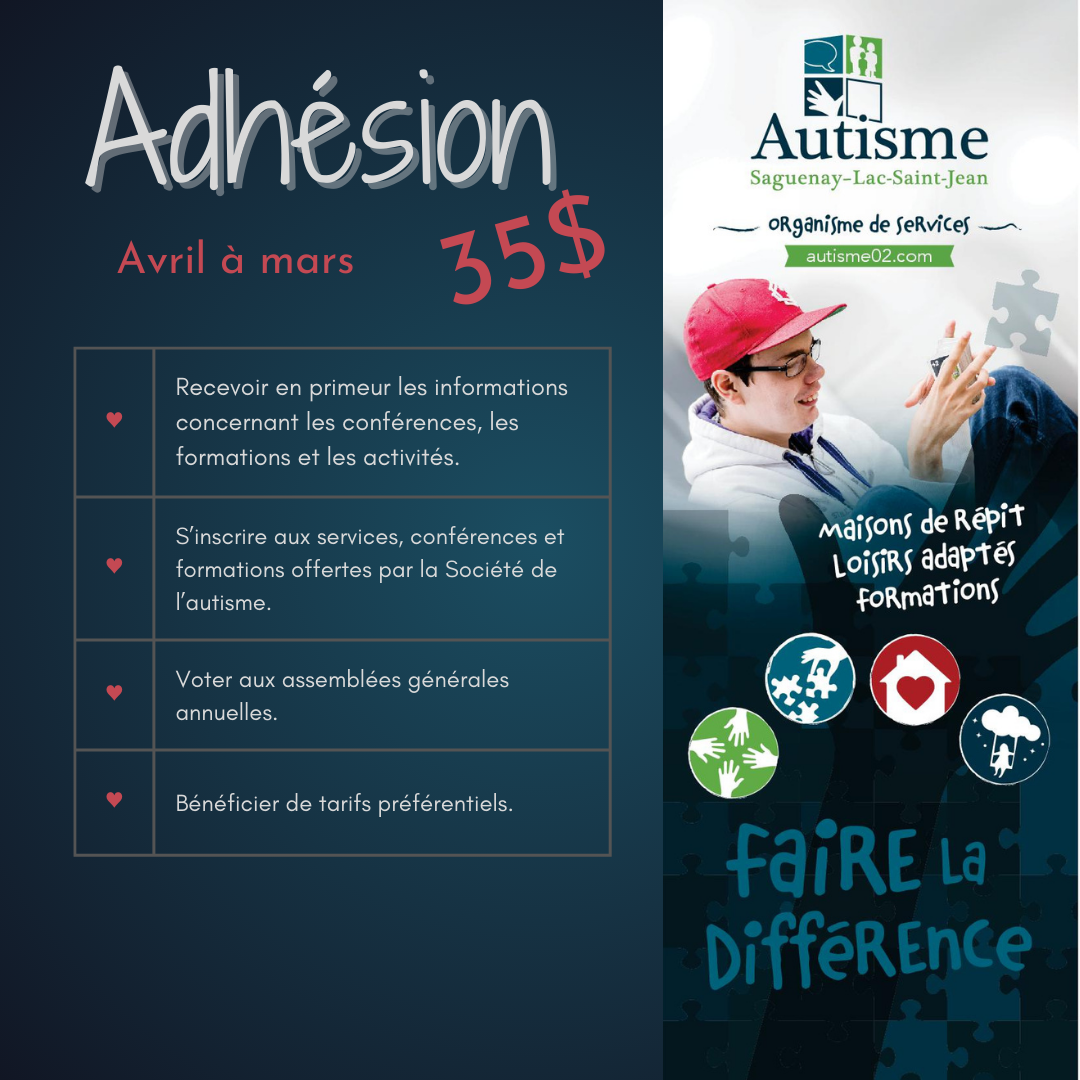 Adhésion
Avril à mars
35$
Recevoir en primeur les informations
concernant les conférences, les
formations et les activités.
S’inscrire aux services, conférences et
formations offertes par la Société de
l’autisme.
Voter aux assemblées générales
annuelles.
Bénéficier de tarifs préférentiels.
Autisme
Saguenay–Lac-Saint-Jean
organisme de services
autisme02.com
Maisons de Répit
Loisirs adaptés
formations
faire La
Différence